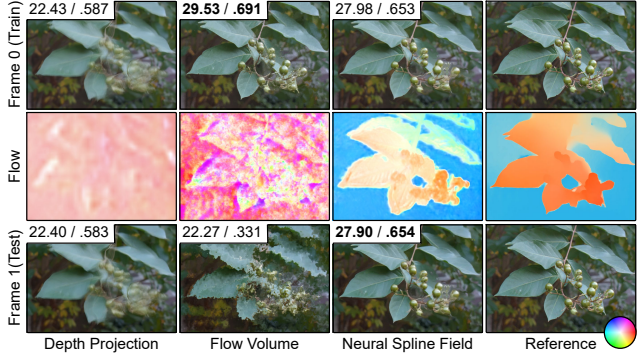 22.43 / .587 29.53 / .691 27.98 / .653
Frame 0 (Train)
Flow
22.40 / .583 22.27 / .331 27.90 / .654
Frame 1(Test)
Depth Projection Flow Volume Neural Spline Field Reference